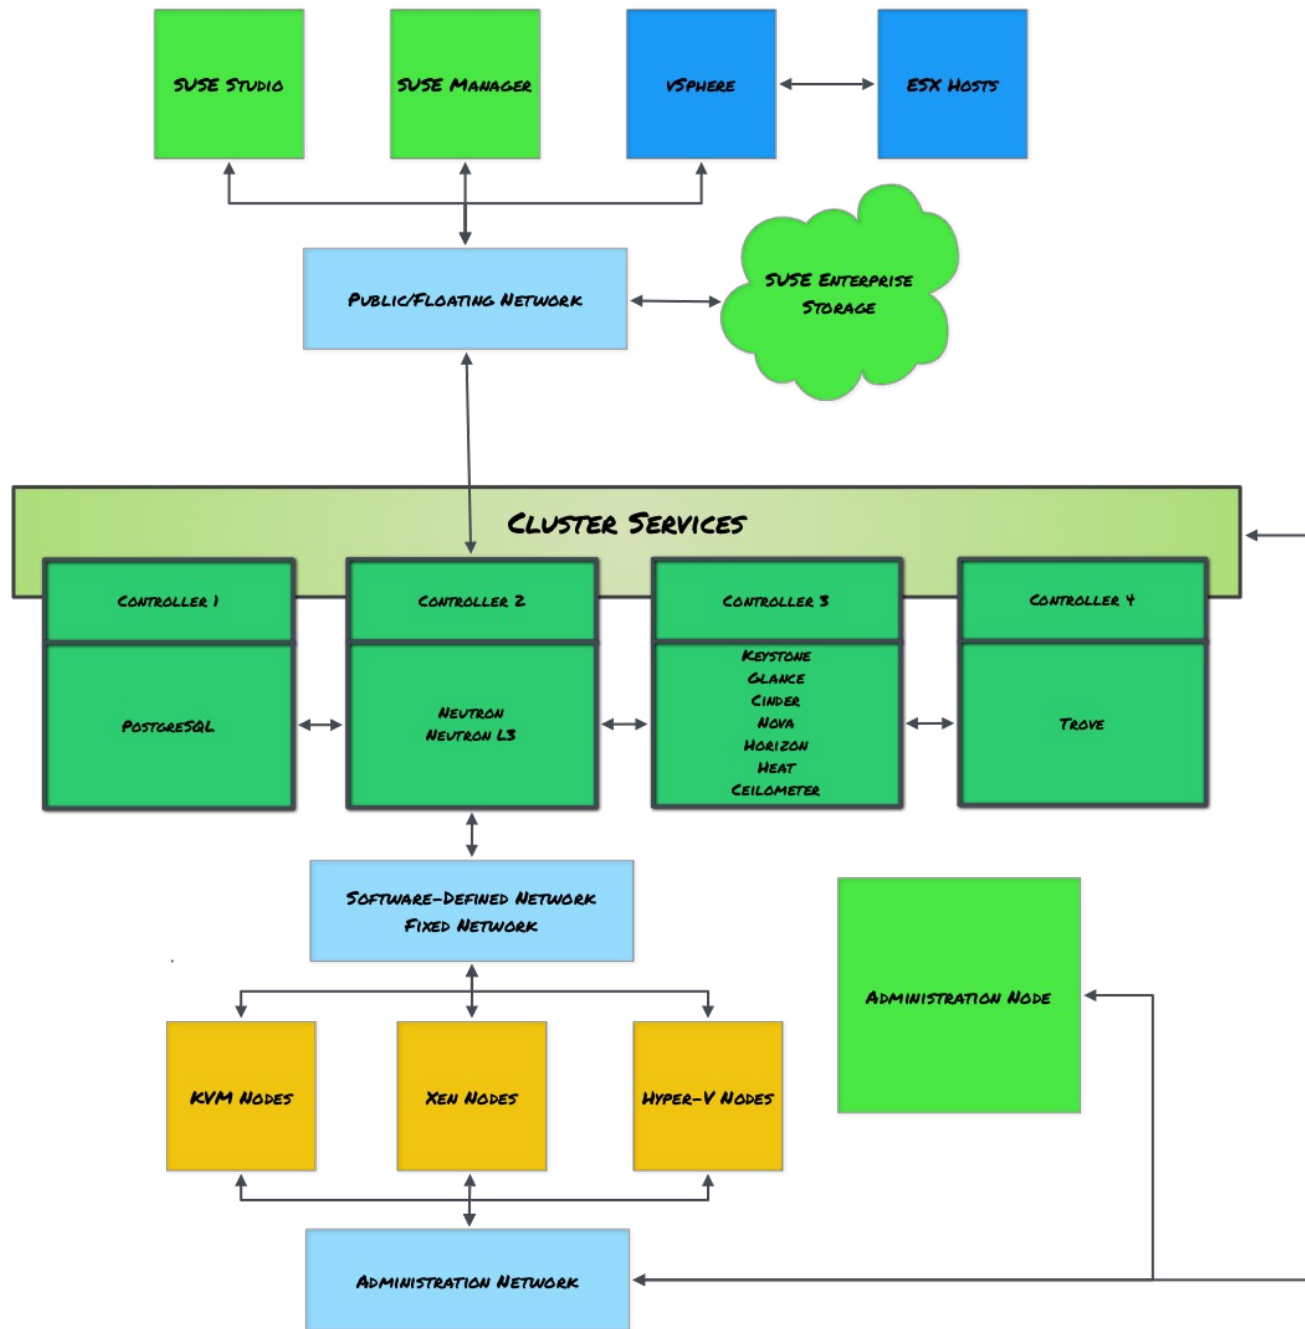 SUSE Studio
SUSE Manager
vSphere
ESX Hosts
SUSE Enterprise
Storage
Public/Floating Network
Cluster Services
Controller 1
Controller 2
Controller 3
Controller 4
PostgreSQL
Neutron
Neutron L3
Keystone
Glance
Cinder
Nova
Horizon
Heat
Ceilometer
Trove
Software-Defined Network
Fixed Network
Administration Node
KVM Nodes
Xen Nodes
Hyper-V Nodes
Administration Network